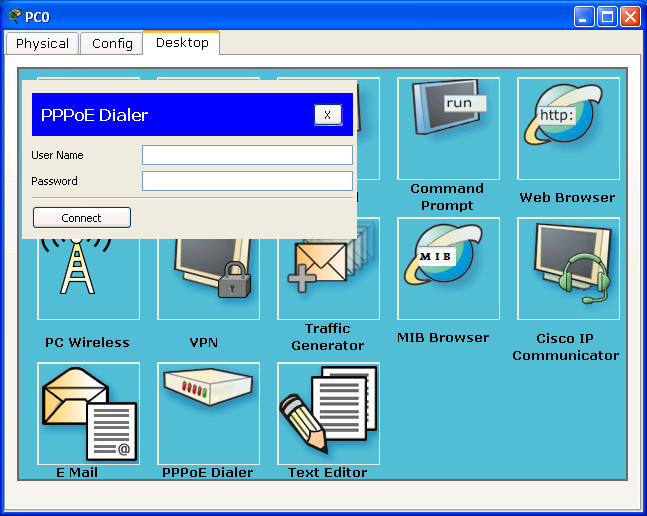 PC0
Physical Config Desktop
PPPoE Dialer X
User Name
Password
Connect
run
http:
Command
Prompt
Web Browser
MIB
PC Wireless
VPN
Traffic
Generator
MIB Browser
Cisco IP
Communicator
@
E Mail
PPPoE Dialer
Text Editor